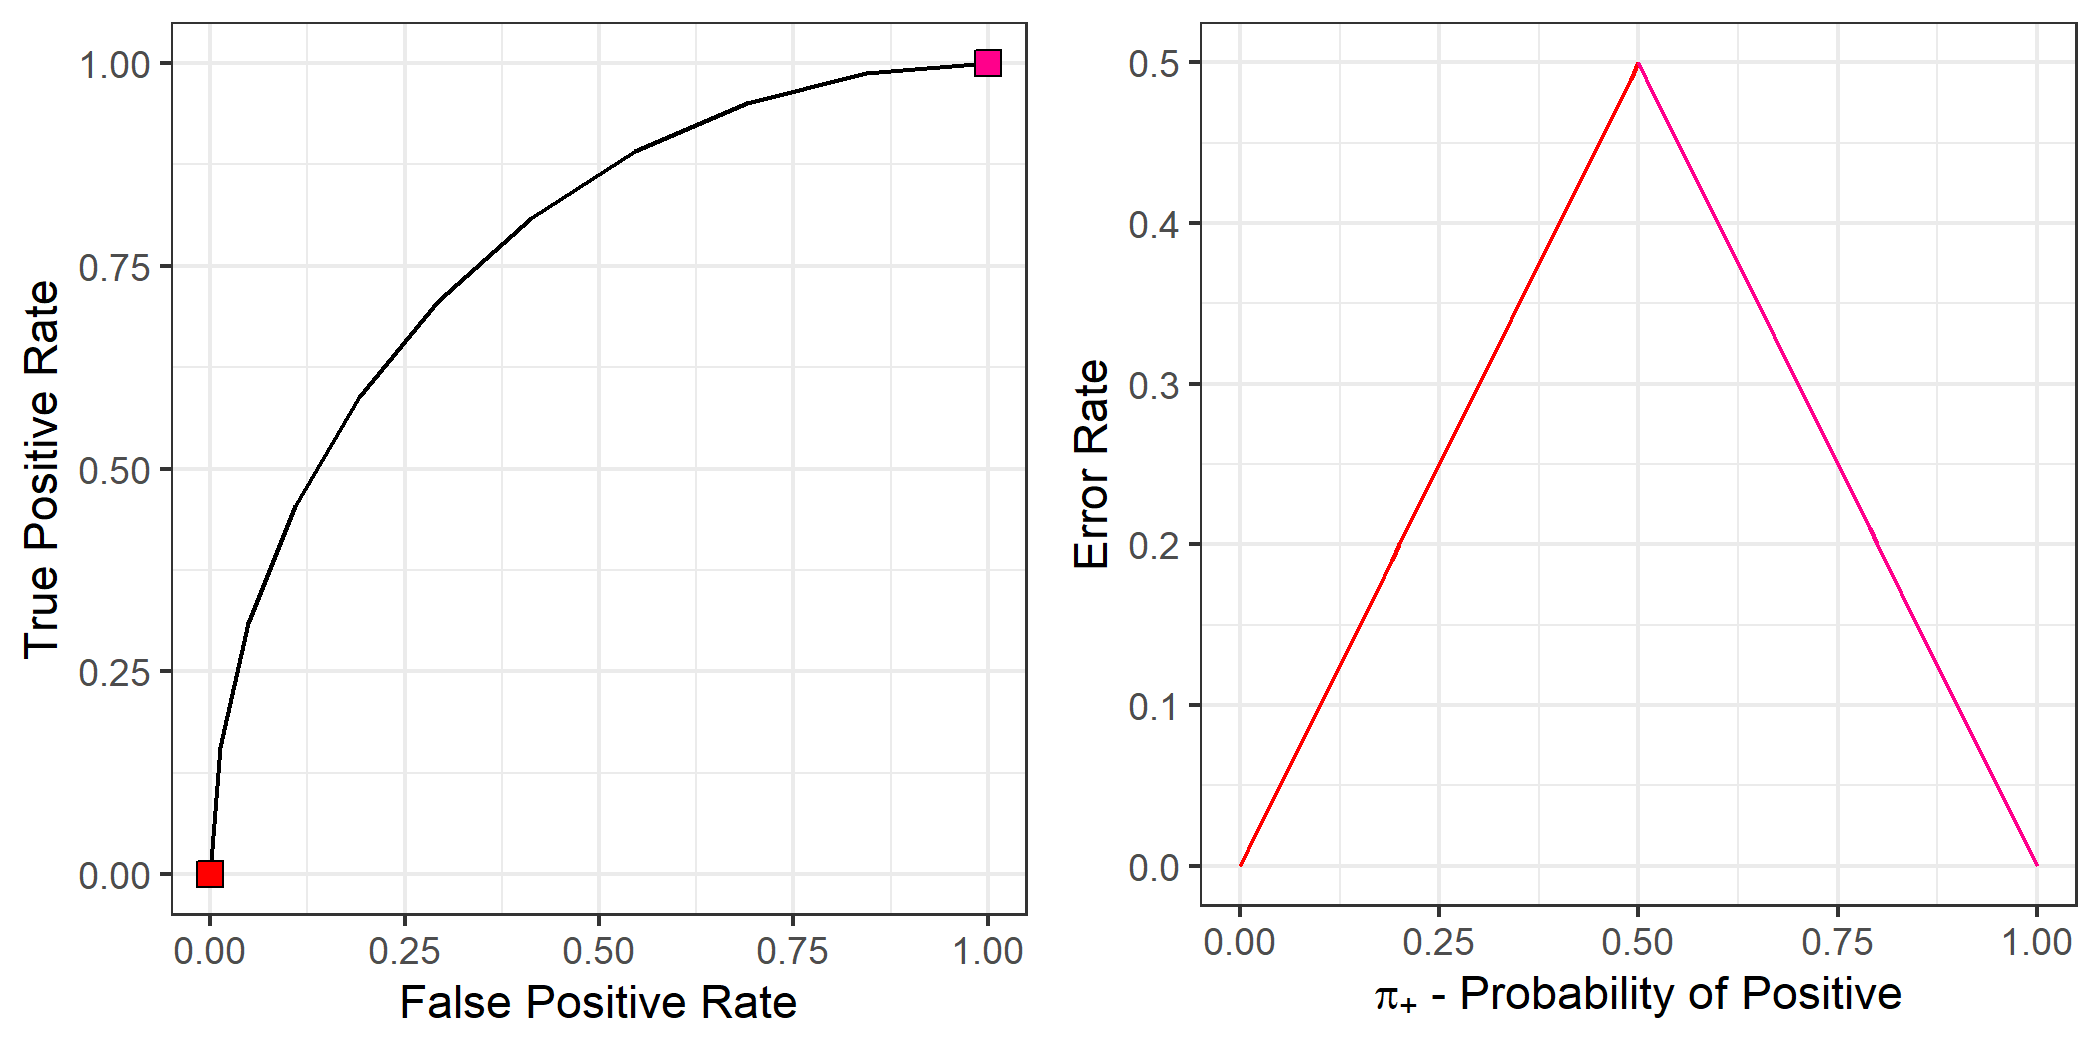 True Positive Rate
1.00
0.75
0.50
0.25
0.00
0.00 0.25 0.50 0.75 1.00
False Positive Rate
Error Rate
0.5
0.4
0.3
0.2
0.1
0.0
0.00 0.25 0.50 0.75 1.00
π₊ - Probability of Positive